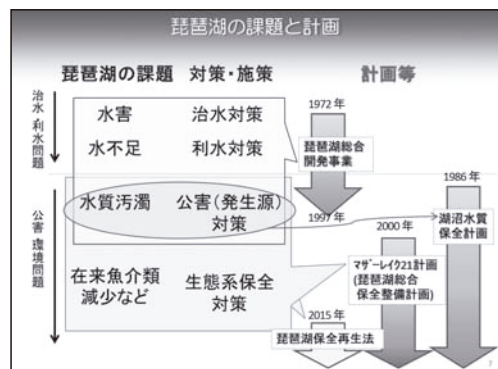 琵琶湖の課題と計画
琵琶湖の課題　対策・施策　計画等
治水・利水問題
水害　治水対策
水不足　利水対策
1972年
琵琶湖総合
開発事業
1997年
公害・環境問題
水質汚濁　公害(発生源)
対策
1986年
湖沼水質
保全計画
在来魚介類
減少など
生態系保全
対策
2000年
マザーレイク21計画
(琵琶湖総合
保全整備計画)
2015年
琵琶湖保全再生法
7